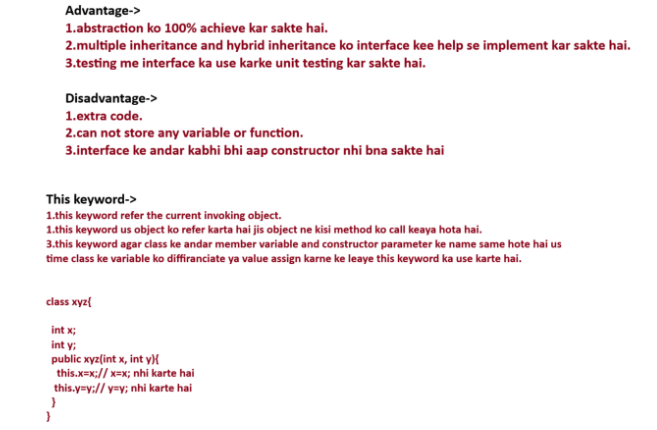 Advantage->
1.abstraction ko 100% achieve kar sakte hai.
2.multiple inheritance and hybrid inheritance ko interface kee help se implement kar sakte hai.
3.testing me interface ka use karke unit testing kar sakte hai.
Disadvantage->
1.extra code.
2.can not store any variable or function.
3.interface ke andar kabhi bhi aap constructor nhi bna sakte hai
This keyword->
1.this keyword refer the current invoking object.
1.this keyword us object ko refer karta hai jis object ne kisi method ko call keaya hota hai.
3.this keyword agar class ke andar member variable and constructor parameter ke name same hote hai us
time class ke variable ko diffiranciate ya value assign karne ke leaye this keyword ka use karte hai.
class xyz{
int x;
int y;
public xyz(int x, int y){
this.x=x;// x=x; nhi karte hai
this.y=y;// y=y; nhi karte hai
}
}